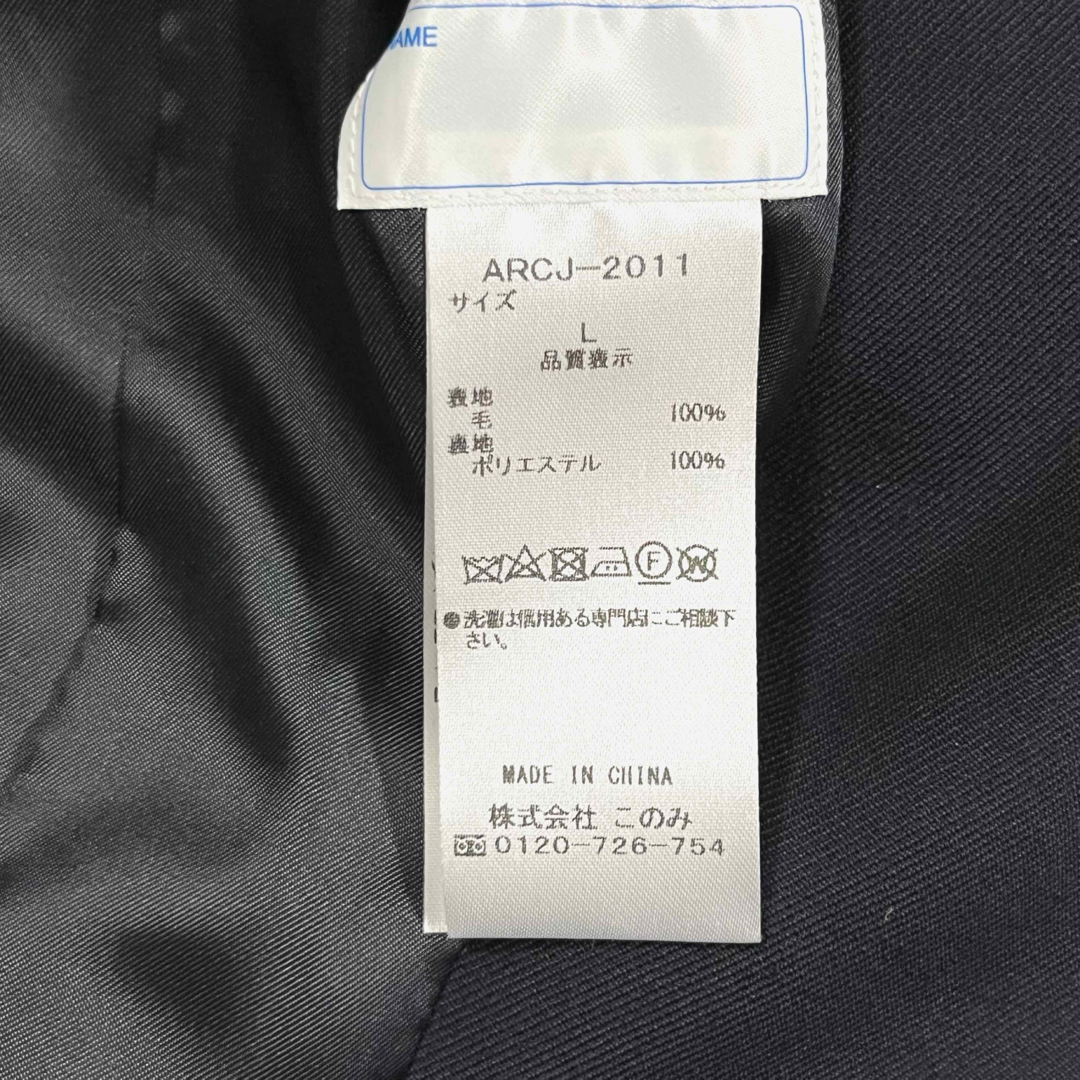 NAME
ARCJ-2011
サイズ
L
品質表示
表地
毛 100%
裏地
ポリエステル 100%
F W
●洗濯は信用ある専門店にご相談下
さい。
MADE IN CHINA
株式会社 このみ
0120-726-754